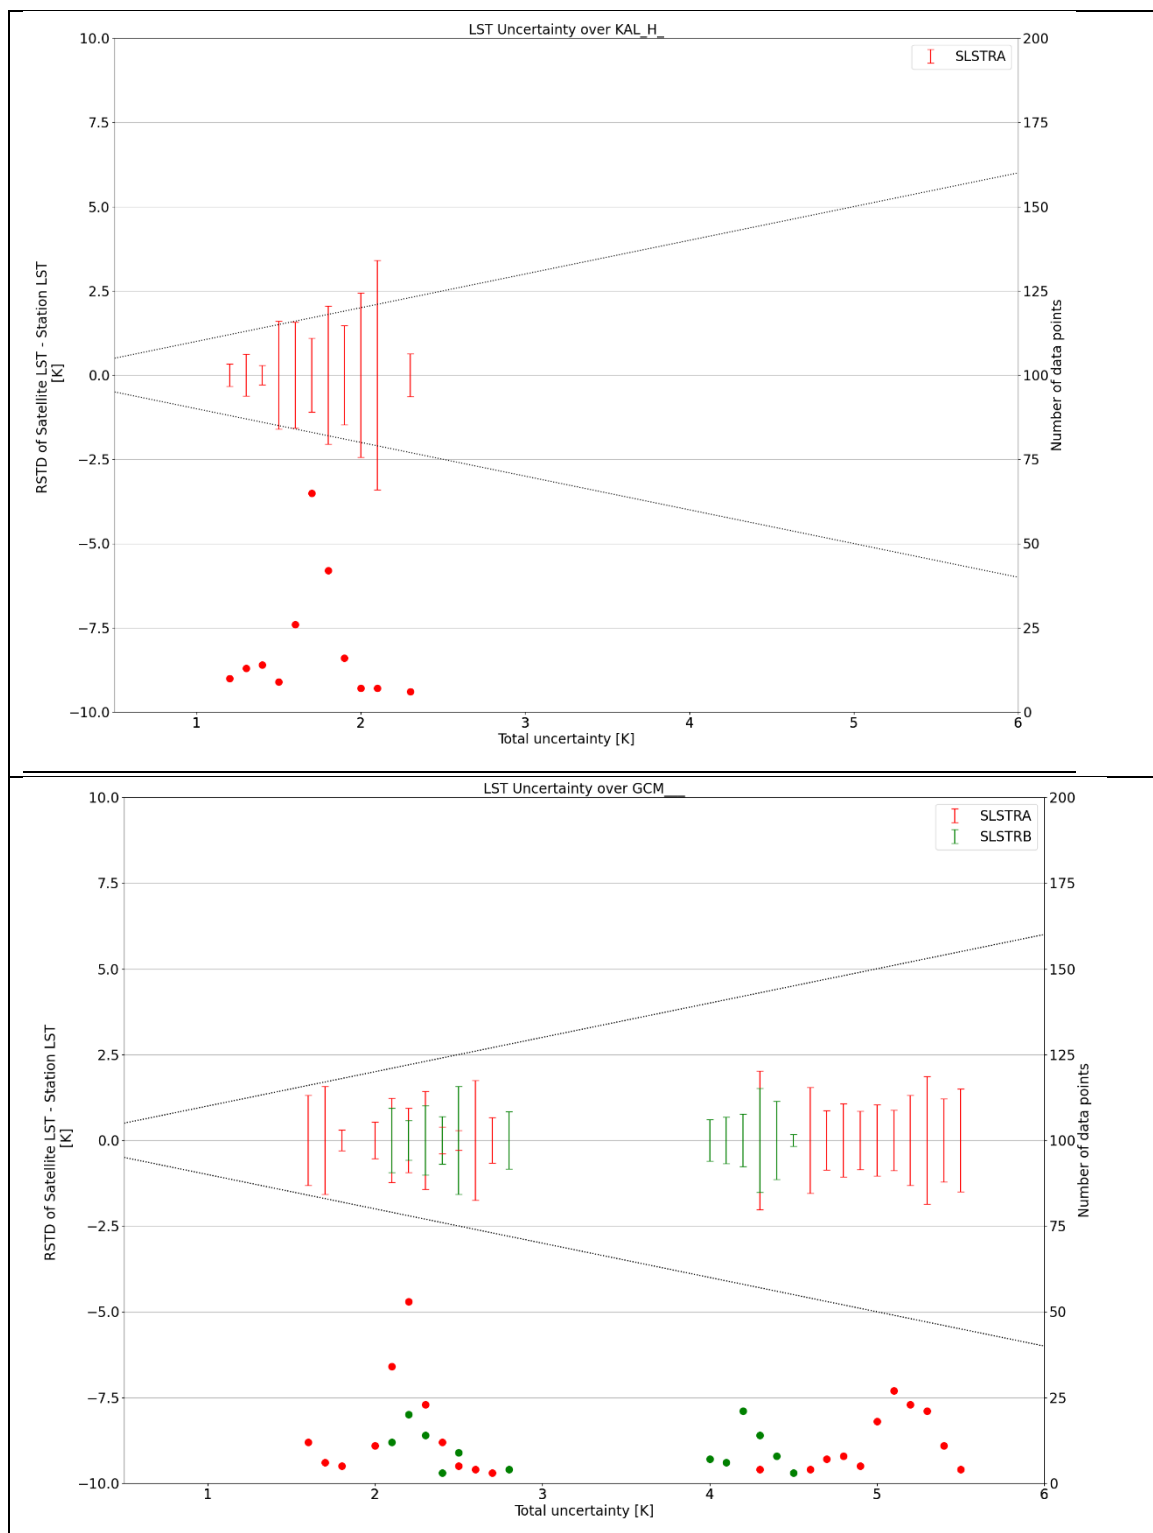 LST Uncertainty over KAL_H_
10.0
7.5
5.0
2.5
0.0
−2.5
−5.0
−7.5
−10.0
RSTD of Satellite LST - Station LST
[K]
SLSTRA
200
175
150
125
100
75
50
25
0
Number of data points
1 2 3 4 5 6
Total uncertainty [K]
LST Uncertainty over GCM___
10.0
7.5
5.0
2.5
0.0
−2.5
−5.0
−7.5
−10.0
RSTD of Satellite LST - Station LST
[K]
SLSTRA
SLSTRB
200
175
150
125
100
75
50
25
0
Number of data points
1 2 3 4 5 6
Total uncertainty [K]